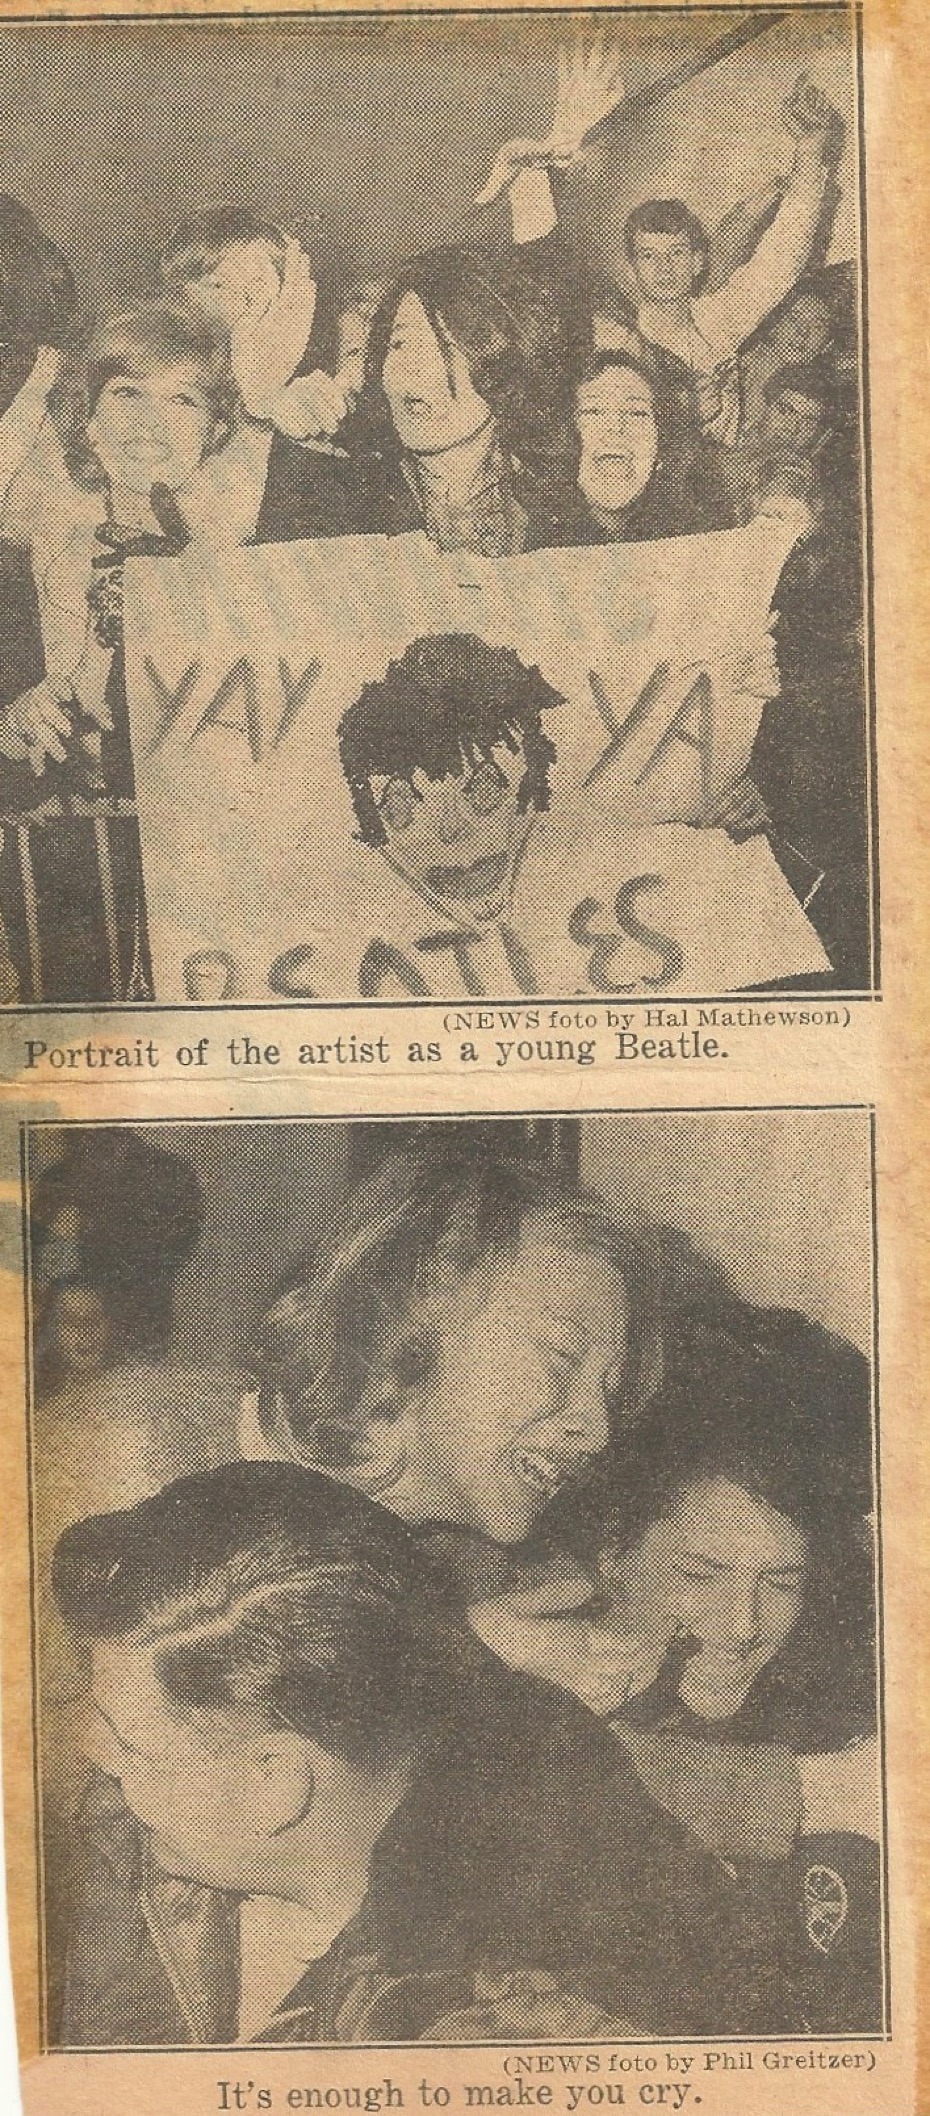 YAY YA
BEATLES
(NEWS foto by Hal Mathewson)
Portrait of the artist as a young Beatle.
(NEWS foto by Phil Greitzer)
It's enough to make you cry.